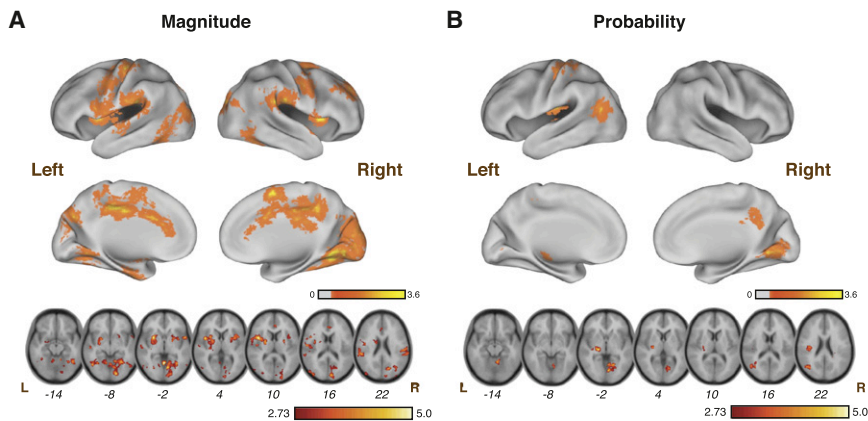 A Magnitude
Left Right
0 3.6
L -14 -8 -2 4 10 16 22 R
2.73 5.0
B Probability
Left Right
0 3.6
L -14 -8 -2 4 10 16 22 R
2.73 5.0